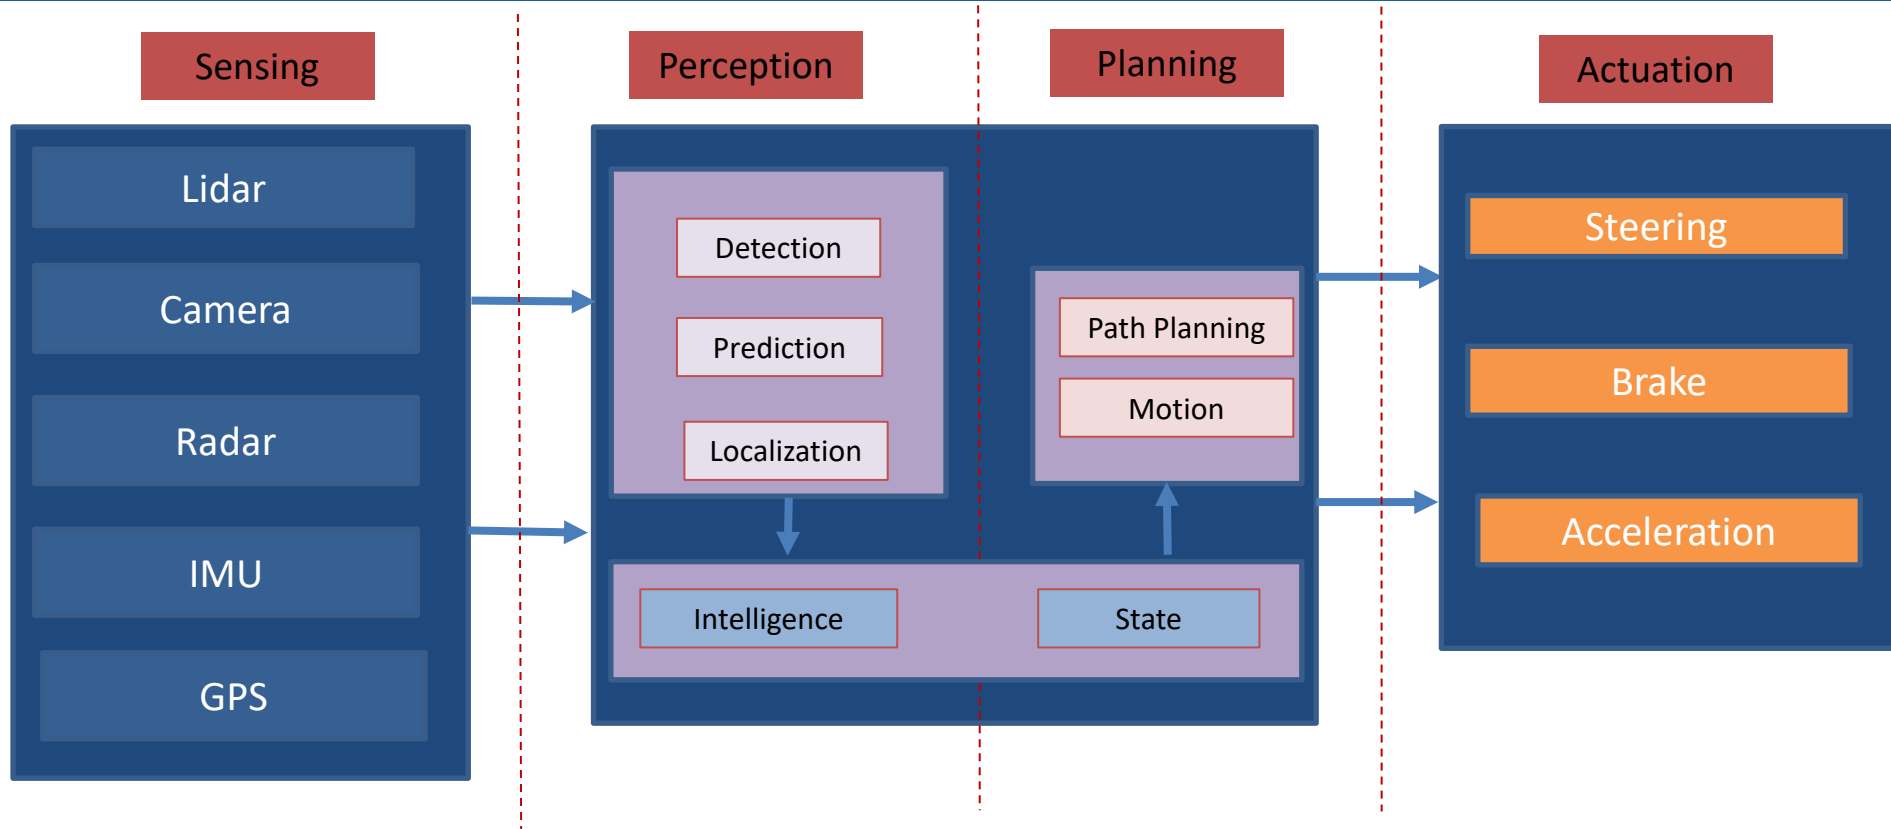 Sensing
Perception
Planning
Actuation
Lidar
Camera
Radar
IMU
GPS
Detection
Prediction
Localization
Intelligence
State
Path Planning
Motion
Steering
Brake
Acceleration